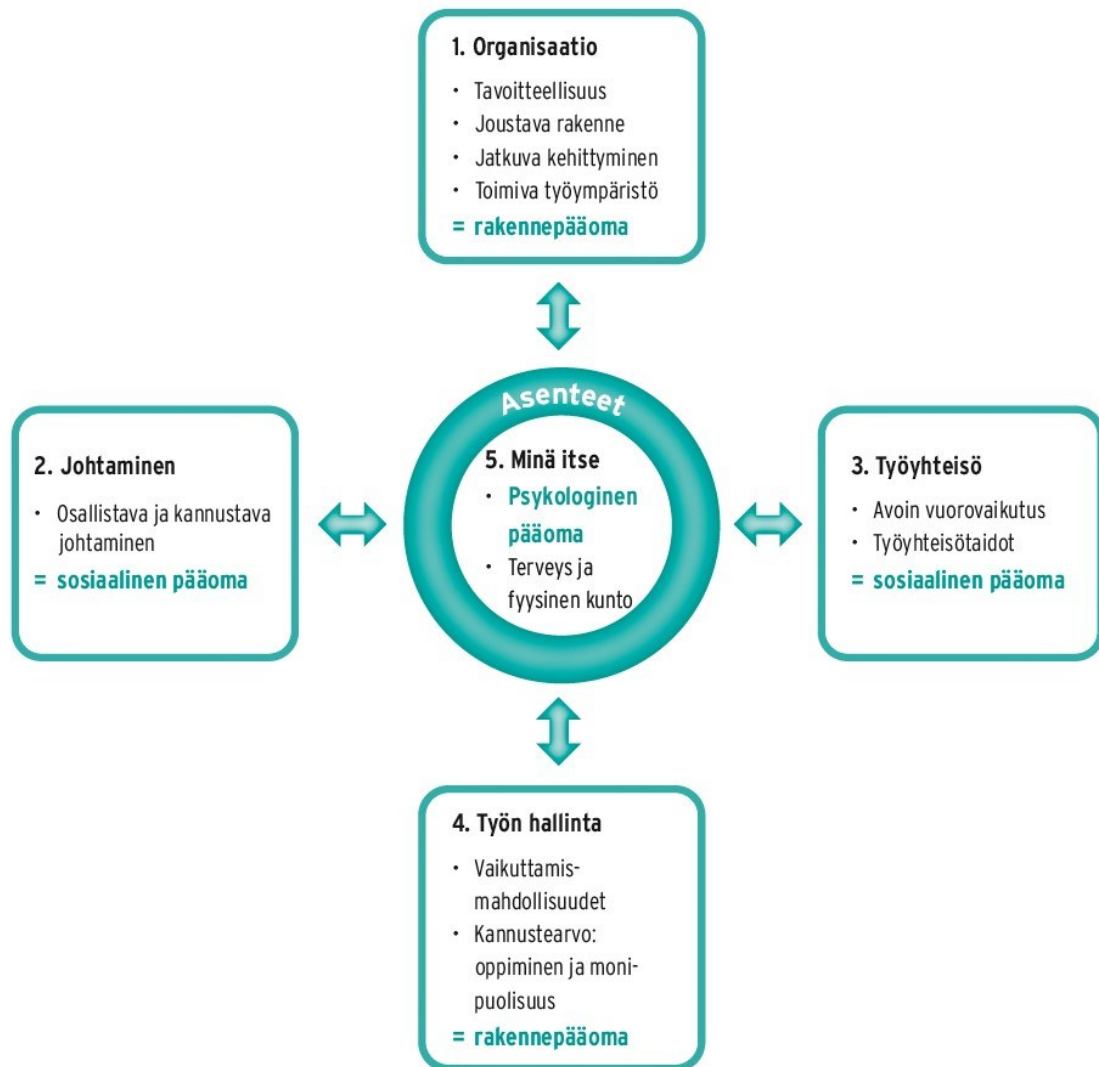 1. Organisaatio
• Tavoitteellisuus
• Joustava rakenne
• Jatkuva kehittyminen
• Toimiva työympäristö
= rakennepääoma
Asenteet
2. Johtaminen
• Osallistava ja kannustava
johtaminen
= sosiaalinen pääoma
5. Minä itse
• Psykologinen
pääoma
• Terveys ja
fyysinen kunto
3. Työyhteisö
• Avoin vuorovaikutus
• Työyhteisötaidot
= sosiaalinen pääoma
4. Työn hallinta
• Vaikuttamis-
mahdollisuudet
• Kannustearvo:
oppiminen ja moni-
puolisuus
= rakennepääoma